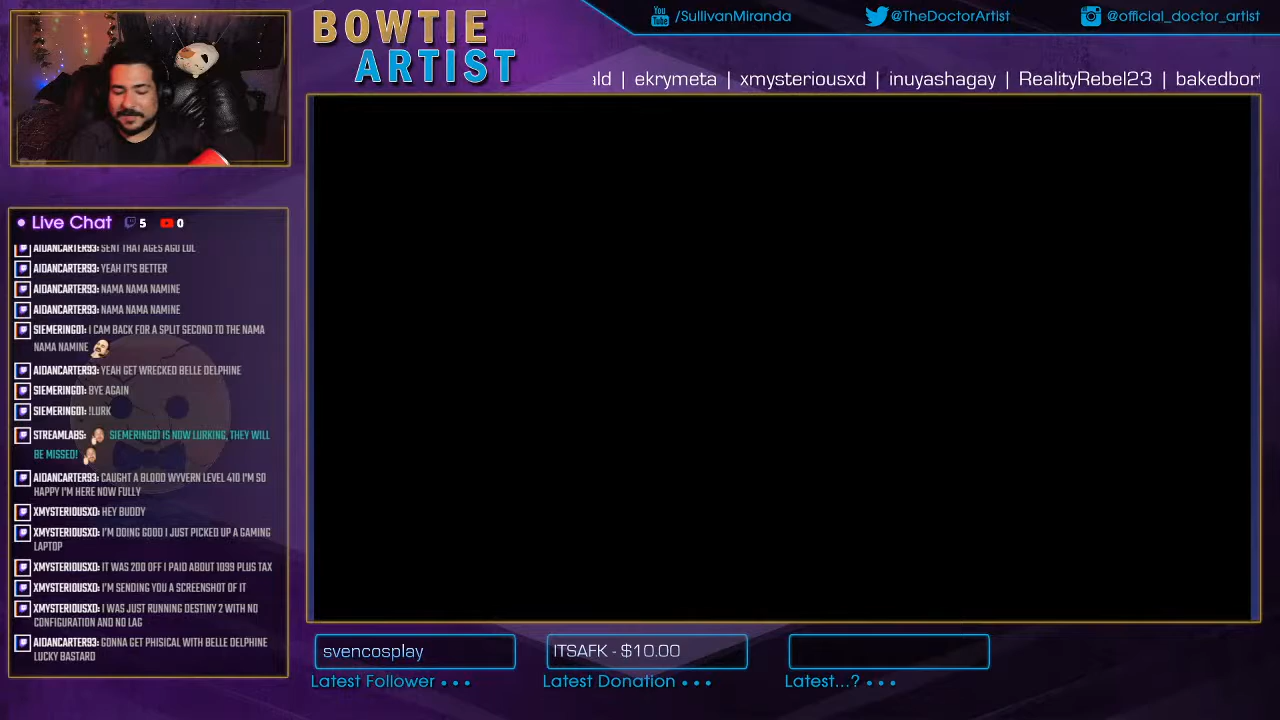 BOWTIE
ARTIST
/SullvanMiranda
@TheDoctorArtist
@official_doctor_artist
ald | ekrymeta | xmysteriousxd | inuyashagay | RealityRebel23 | bakedbor
Live Chat 5 0
AIDANCARTER93: SENT THAT AGES AGO LOL
AIDANCARTER93: YEAH IT'S BETTER
AIDANCARTER93: NAMA NAMA NAMINE
AIDANCARTER93: NAMA NAMA NAMINE
SIEMERING01: I CAM BACK FOR A SPLIT SECOND TO THE NAMA
NAMA NAMINE
AIDANCARTER93: YEAH GET WRECKED BELLE DELPHINE
SIEMERING01: BYE AGAIN
SIEMERING01: !LURK
STREAMLABS: SIEMERING01 IS NOW LURKING, THEY WILL
BE MISSED!
AIDANCARTER93: CAUGHT A BLOOD WYVERN LEVEL 410 I'M SO
HAPPY I'M HERE NOW FULLY
XMYSTERIOUSXD: HEY BUDDY
XMYSTERIOUSXD: I'M DOING GOOD I JUST PICKED UP A GAMING
LAPTOP
XMYSTERIOUSXD: IT WAS 200 OFF I PAID ABOUT 1099 PLUS TAX
XMYSTERIOUSXD: I'M SENDING YOU A SCREENSHOT OF IT
XMYSTERIOUSXD: I WAS JUST RUNNING DESTINY 2 WITH NO
CONFIGURATION AND NO LAG
AIDANCARTER93: GONNA GET PHISICAL WITH BELLE DELPHINE
LUCKY BASTARD
svencosplay
Latest Follower • • •
ITSAFK - $10.00
Latest Donation • • •
Latest...? • • •